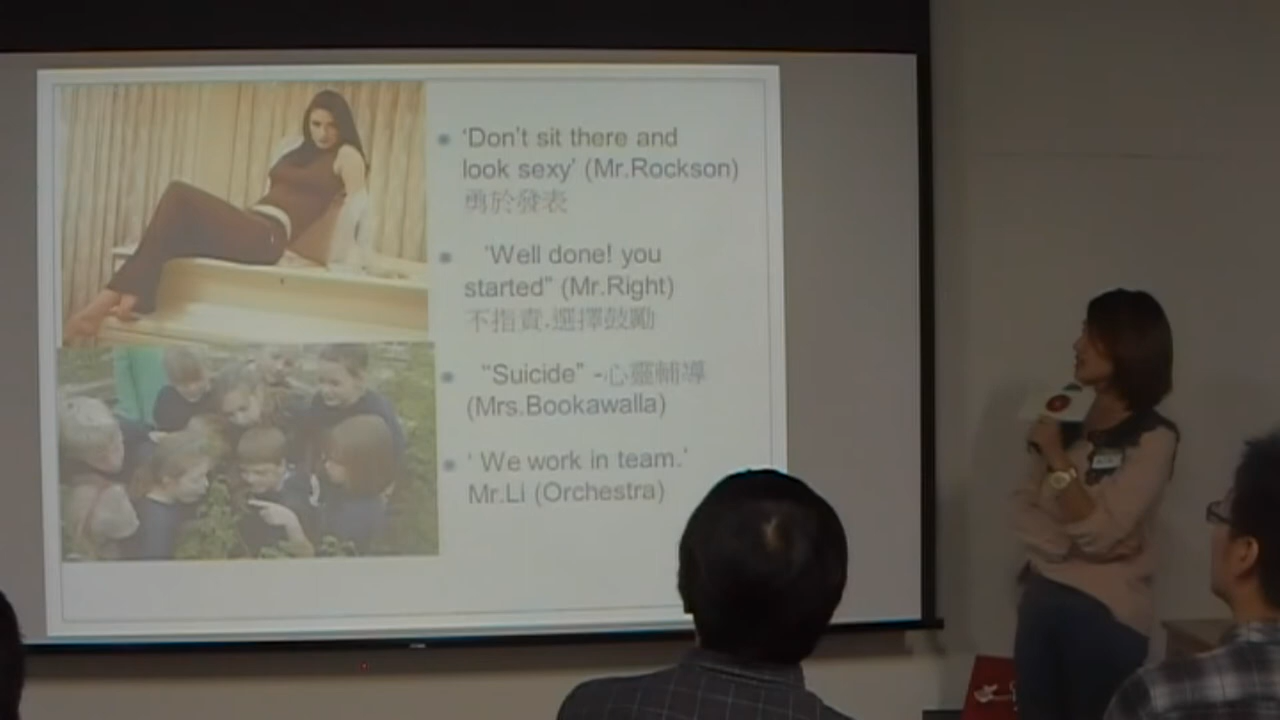 ‘Don’t sit there and
look sexy’ (Mr.Rockson)
勇於發表
‘Well done! you
started” (Mr.Right)
不指責.選擇鼓勵
“Suicide” -心靈輔導
(Mrs.Bookawalla)
‘ We work in team.’
Mr.Li (Orchestra)